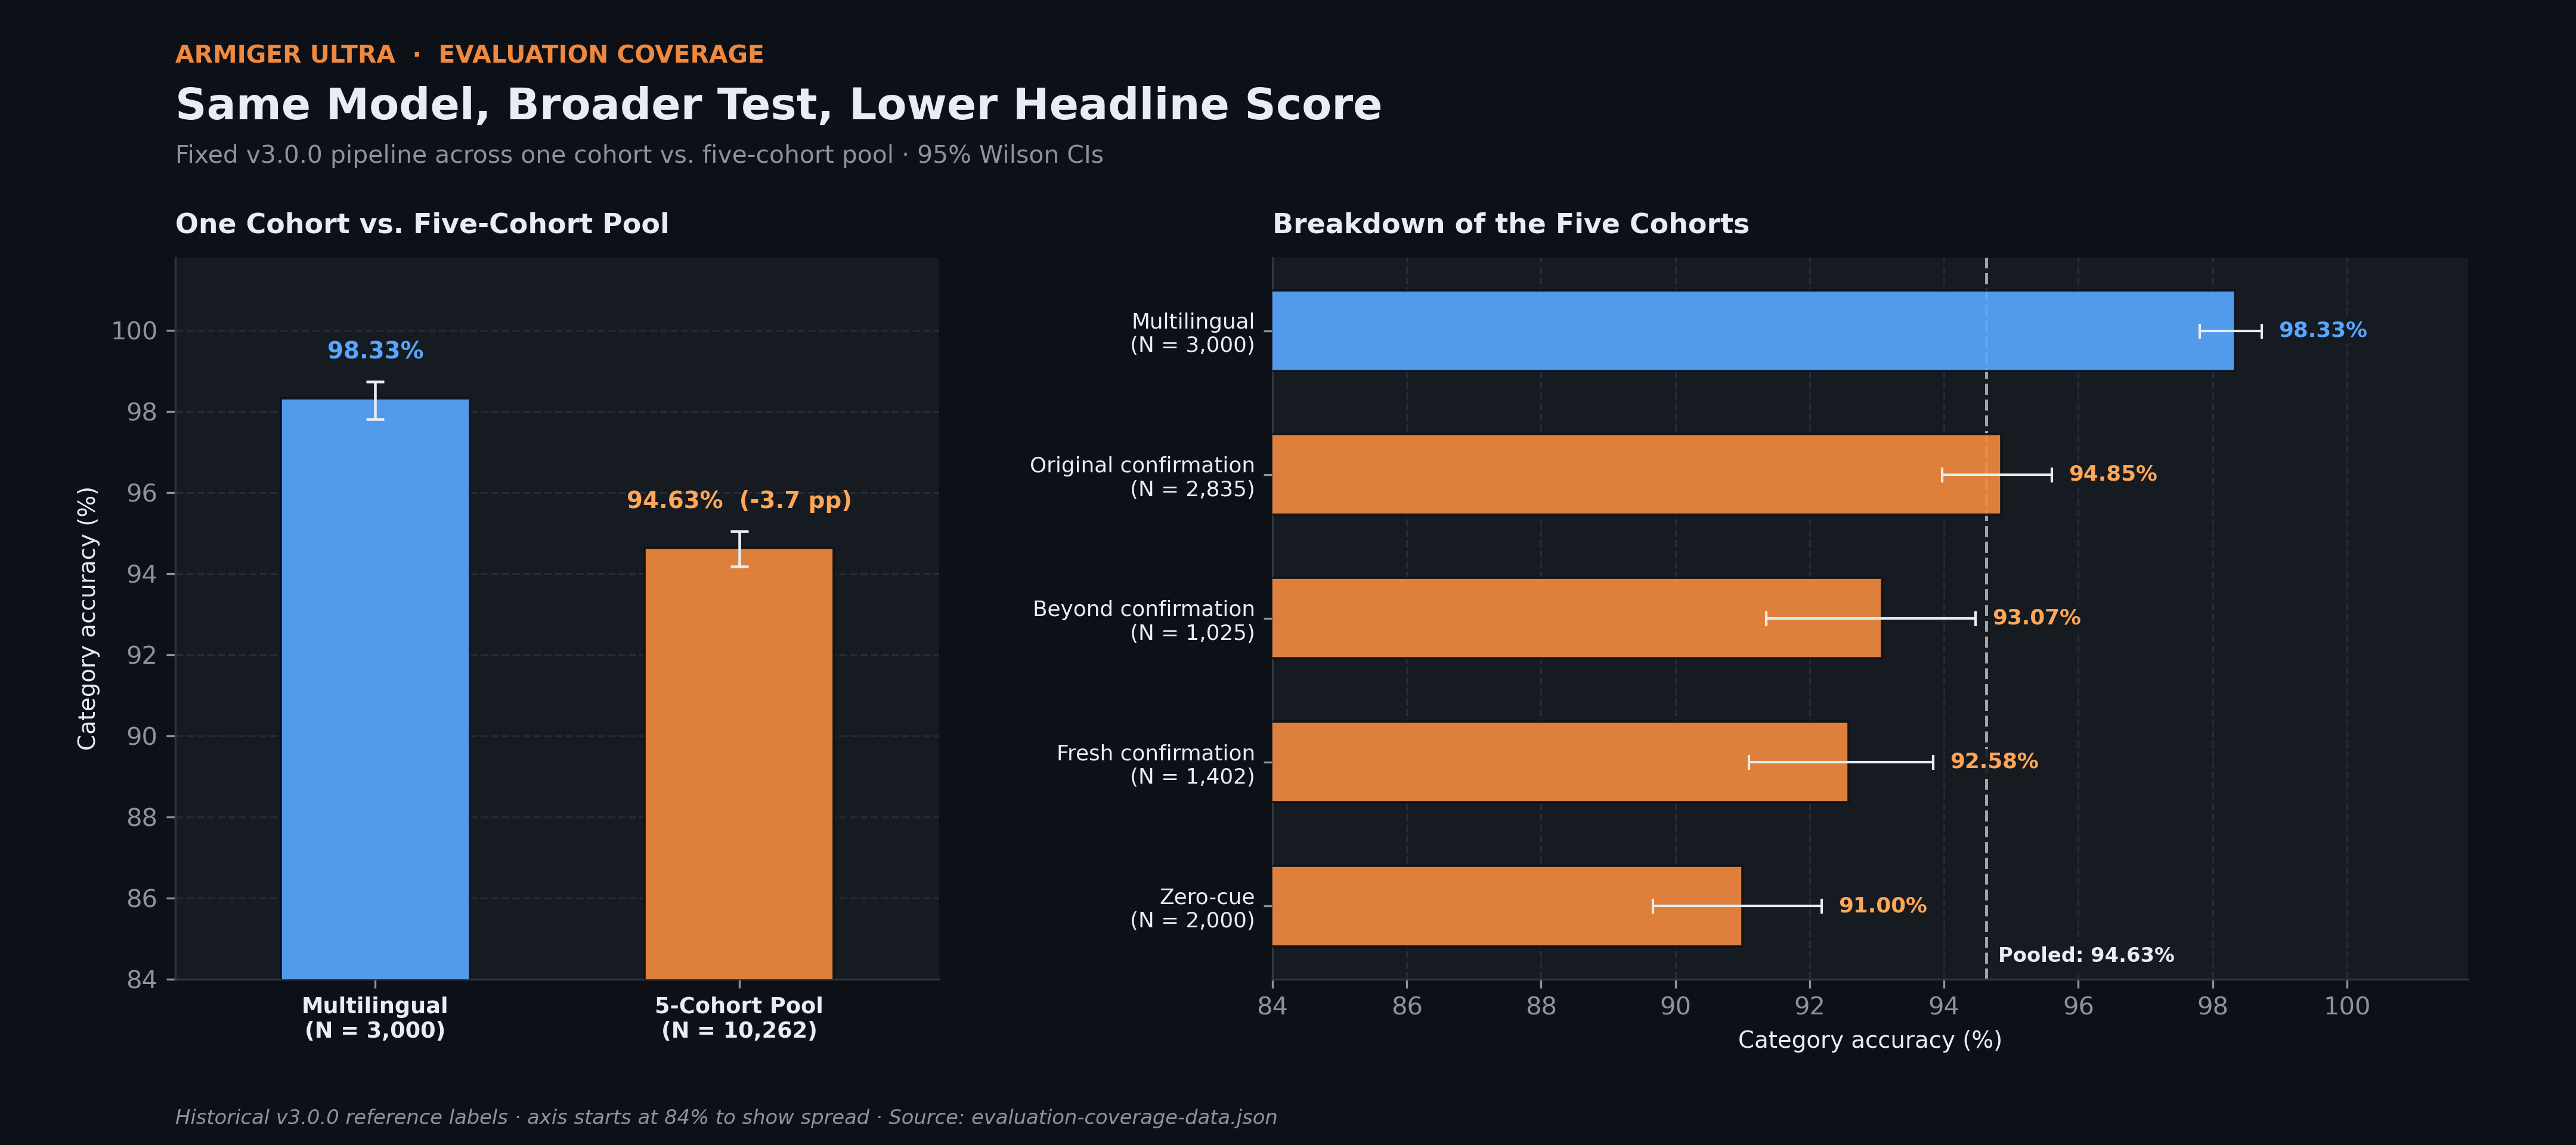 ARMIGER ULTRA · EVALUATION COVERAGE
Same Model, Broader Test, Lower Headline Score
Fixed v3.0.0 pipeline across one cohort vs. five-cohort pool · 95% Wilson CIs
One Cohort vs. Five-Cohort Pool
Category accuracy (%)
100
98
96
94
92
90
88
86
84
98.33%
94.63% (-3.7 pp)
Multilingual
(N = 3,000)
5-Cohort Pool
(N = 10,262)
Breakdown of the Five Cohorts
Multilingual
(N = 3,000)
98.33%
Original confirmation
(N = 2,835)
94.85%
Beyond confirmation
(N = 1,025)
93.07%
Fresh confirmation
(N = 1,402)
92.58%
Zero-cue
(N = 2,000)
91.00%
Pooled: 94.63%
84
86
88
90
92
94
96
98
100
Category accuracy (%)
Historical v3.0.0 reference labels · axis starts at 84% to show spread · Source: evaluation-coverage-data.json